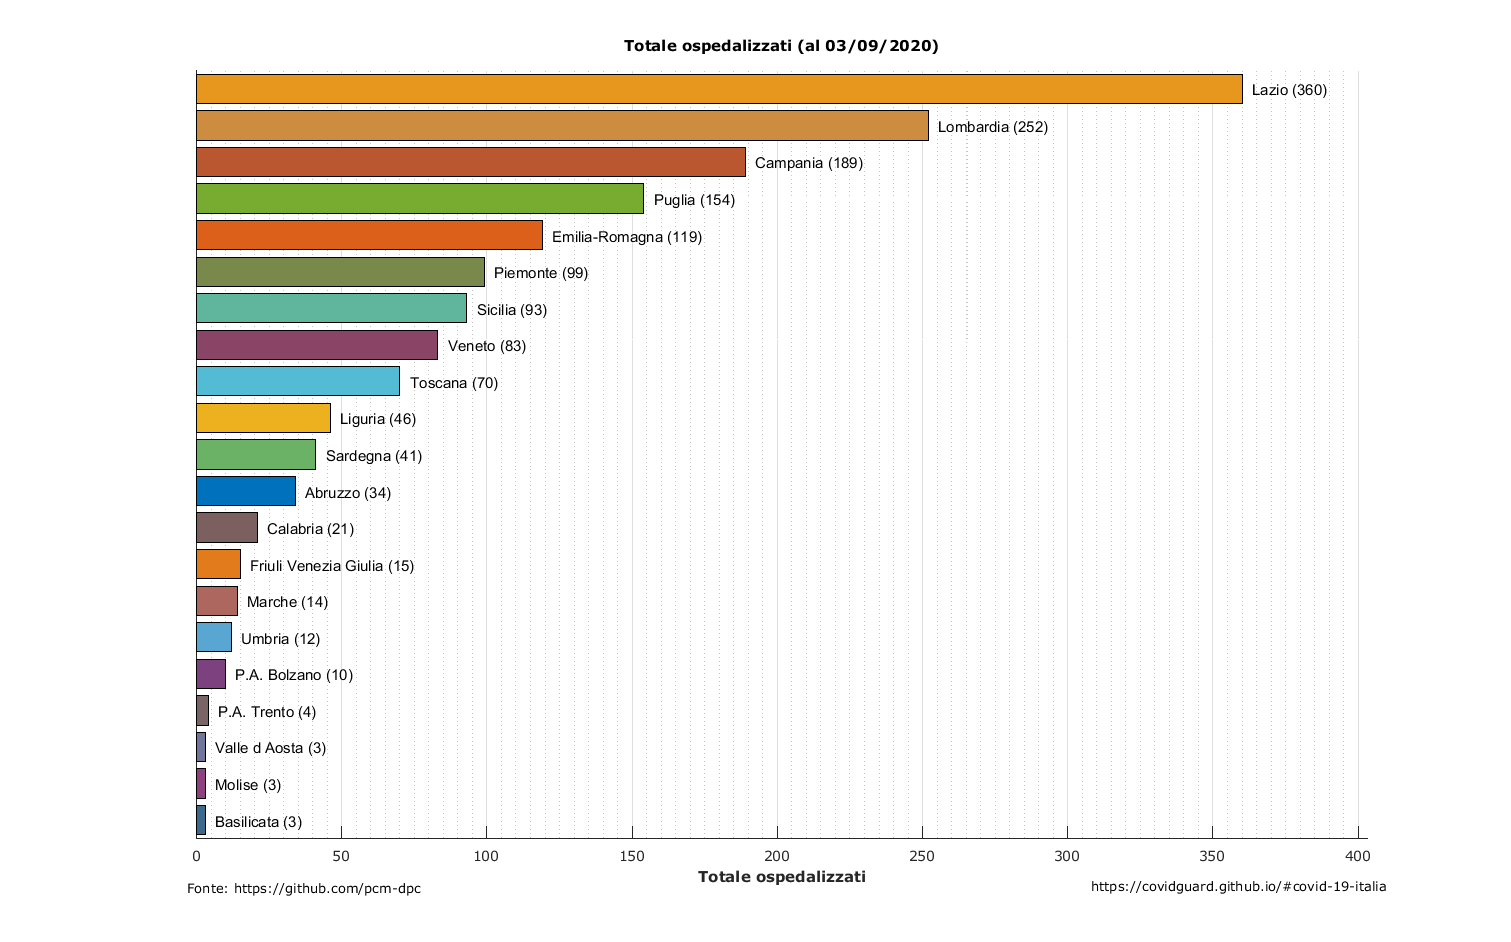 Totale ospedalizzati (al 03/09/2020)
Lazio (360)
Lombardia (252)
Campania (189)
Puglia (154)
Emilia-Romagna (119)
Piemonte (99)
Sicilia (93)
Veneto (83)
Toscana (70)
Liguria (46)
Sardegna (41)
Abruzzo (34)
Calabria (21)
Friuli Venezia Giulia (15)
Marche (14)
Umbria (12)
P.A. Bolzano (10)
P.A. Trento (4)
Valle d Aosta (3)
Molise (3)
Basilicata (3)
0 50 100 150 200 250 300 350 400
Totale ospedalizzati
Fonte: https://github.com/pcm-dpc
https://covidguard.github.io/#covid-19-italia